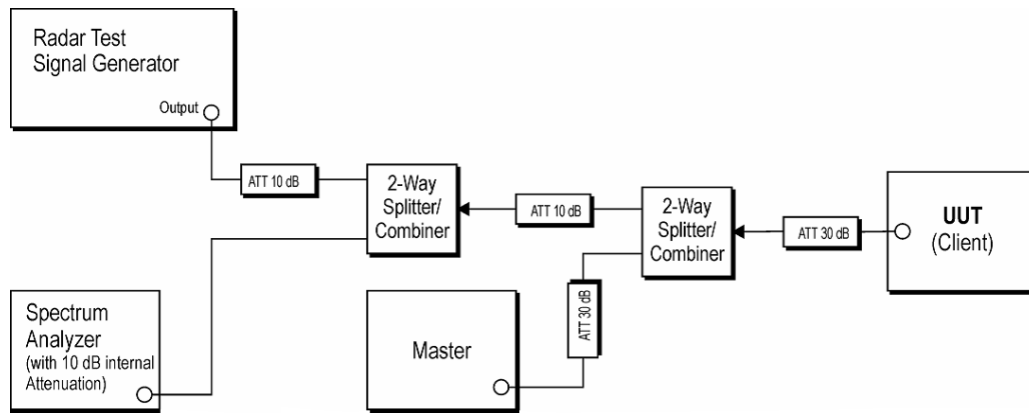 Radar Test
Signal Generator
Output
ATT 10 dB
2-Way
Splitter/
Combiner
ATT 10 dB
2-Way
Splitter/
Combiner
ATT 30 dB
UUT
(Client)
Spectrum
Analyzer
(with 10 dB internal
Attenuation)
Master
ATT 30 dB